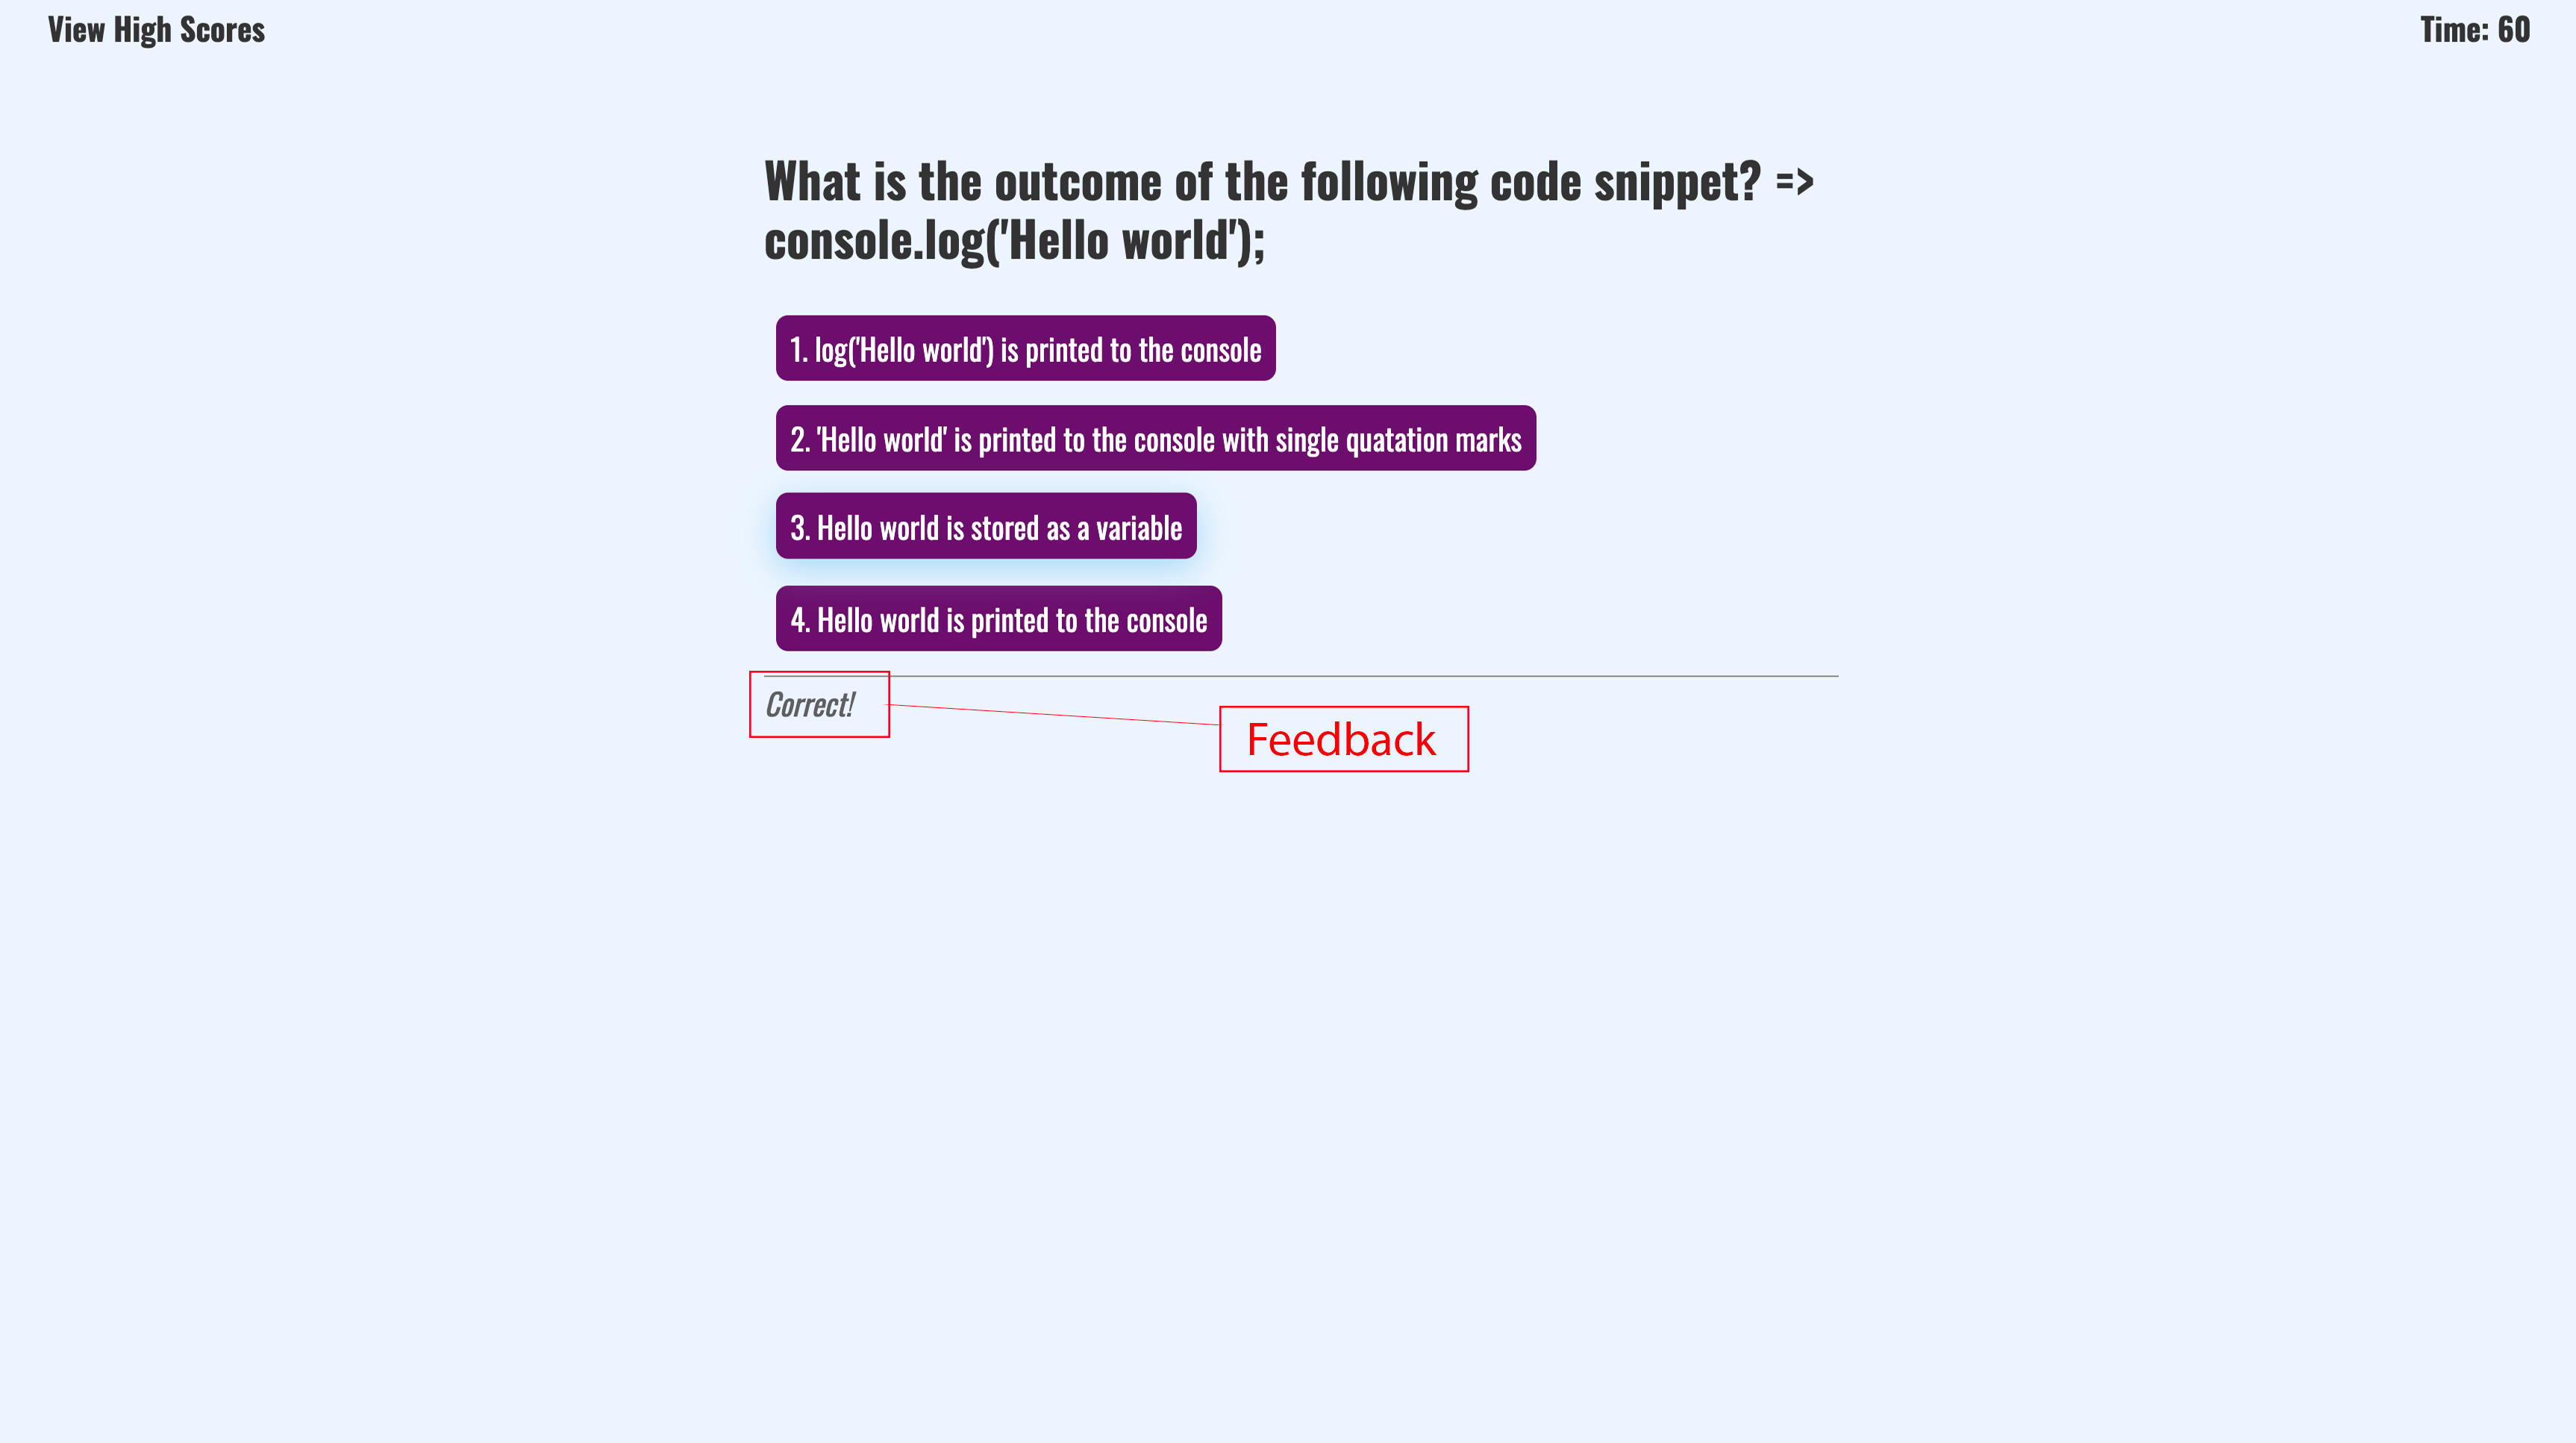 View High Scores
Time: 60
What is the outcome of the following code snippet? =>
console.log('Hello world');
1. log('Hello world') is printed to the console
2. 'Hello world' is printed to the console with single quatation marks
3. Hello world is stored as a variable
4. Hello world is printed to the console
Correct!
Feedback